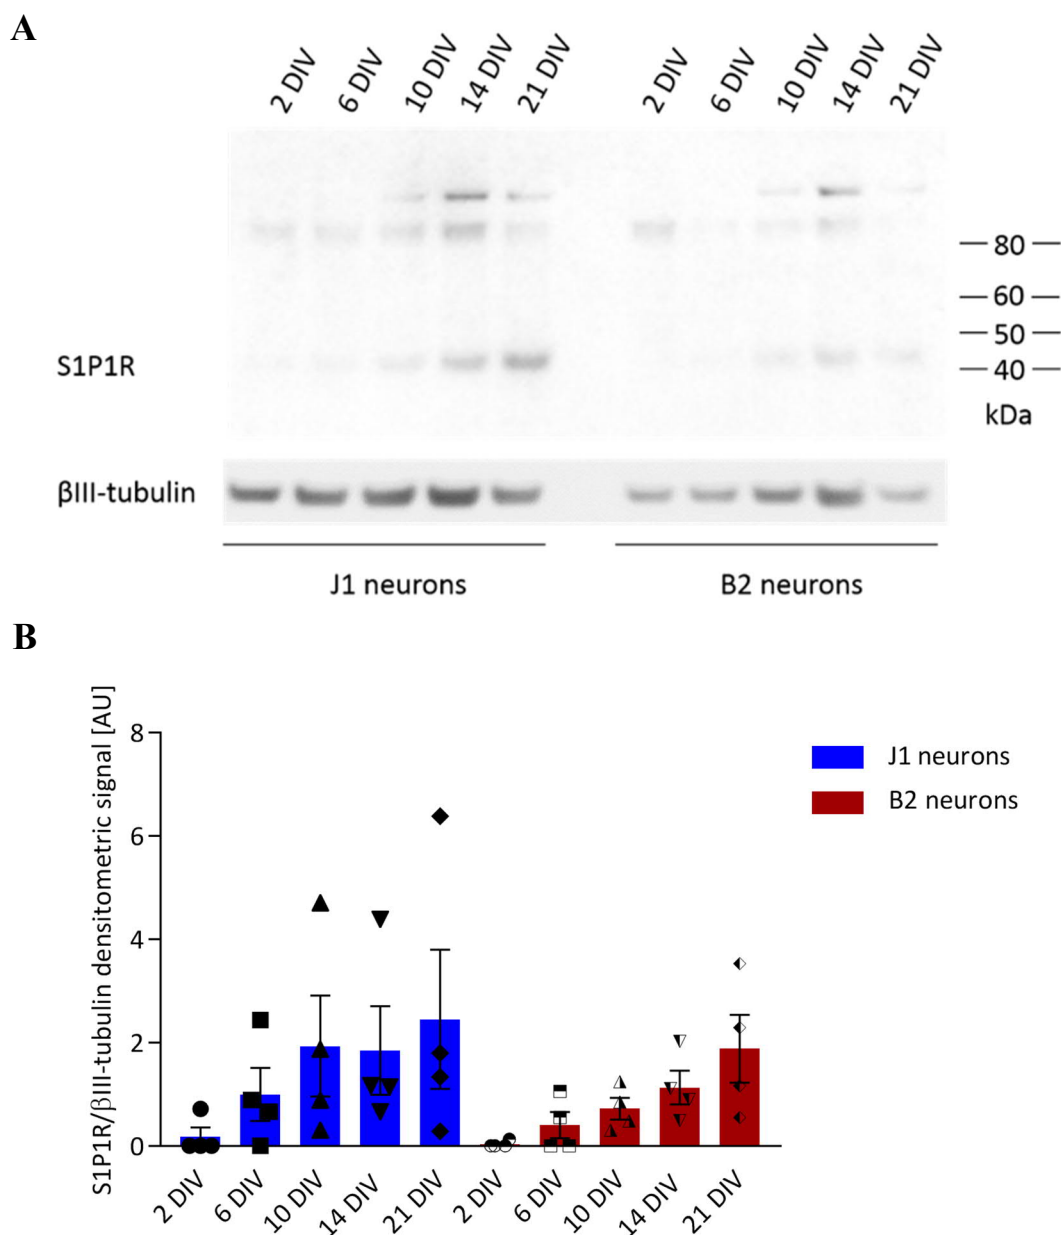 A
2 DIV 6 DIV 10 DIV 14 DIV 21 DIV 2 DIV 6 DIV 10 DIV 14 DIV 21 DIV
80
60
50
S1P1R
40
kDa
βIII-tubulin
J1 neurons B2 neurons
B
S1P1R/βIII-tubulin densitometric signal [AU]
8
6
4
2
0
J1 neurons
B2 neurons
2 DIV 6 DIV 10 DIV 14 DIV 21 DIV 2 DIV 6 DIV 10 DIV 14 DIV 21 DIV